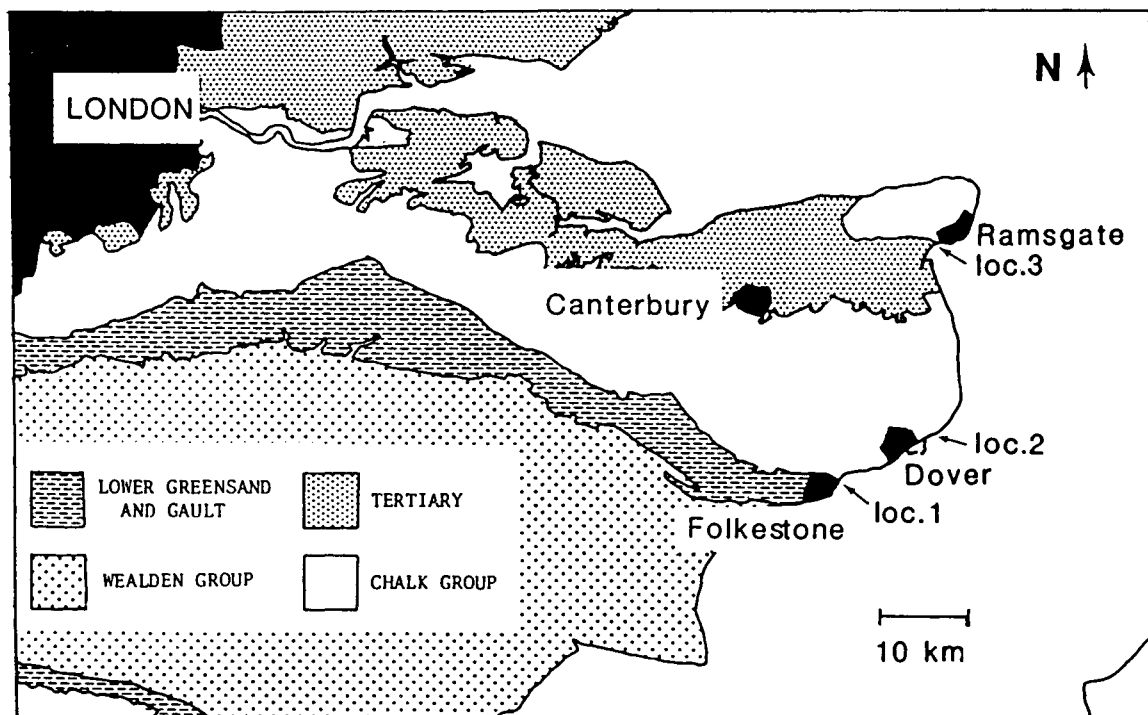 N
LONDON
Ramsgate
loc.3
Canterbury
loc.2
Dover
loc.1
Folkestone
LOWER GREENSAND
AND GAULT
TERTIARY
WEALDEN GROUP
CHALK GROUP
10 km